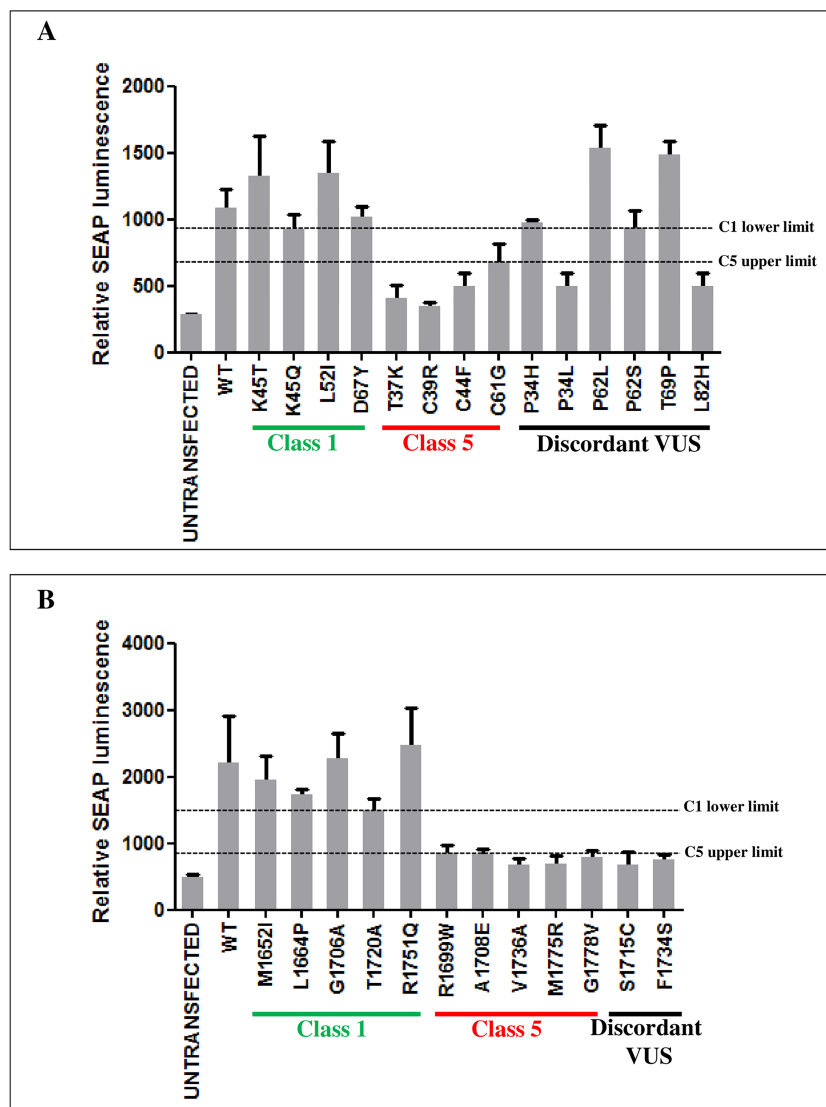 A
Relative SEAP luminescence
2000
1500
1000
500
0
C1 lower limit
C5 upper limit
UNTRANSFECTED
WT
K45T
K45Q
L52I
D67Y
T37K
C39R
C44F
C61G
P34H
P34L
P62L
P62S
T69P
L82H
Class 1
Class 5
Discordant VUS
B
Relative SEAP luminescence
4000
3000
2000
1000
0
C1 lower limit
C5 upper limit
UNTRANSFECTED
WT
M1652I
L1664P
G1706A
T1720A
R1751Q
R1699W
A1708E
V1736A
M1775R
G1778V
S1715C
F1734S
Class 1
Class 5
Discordant
VUS